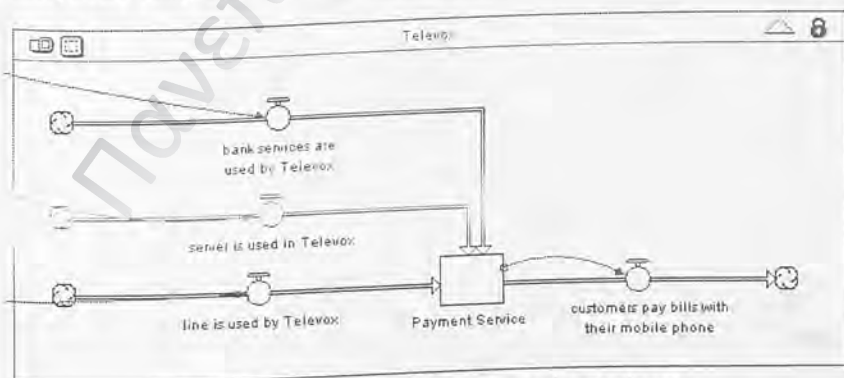 Televox
bank services are
used by Televox
server is used in Televox
line is used by Televox
Payment Service
customers pay bills with
their mobile phone